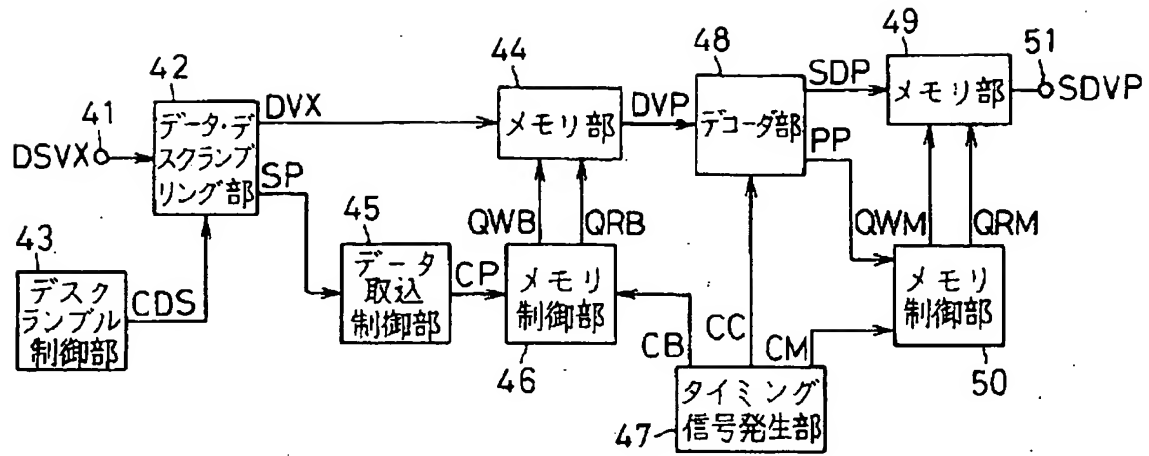 42
44
48
49
51
41
DSVX
データ・デ
スクランブ
リング部
DVX
SP
メモリ部
DVP
デコーダ部
SDP
PP
メモリ部
SDVP
43
デスク
ランブル
制御部
CDS
45
データ
取込
制御部
CP
QWB
QRB
メモリ
制御部
46
CB
CC
CM
QWM
QRM
メモリ
制御部
50
47
タイミング
信号発生部